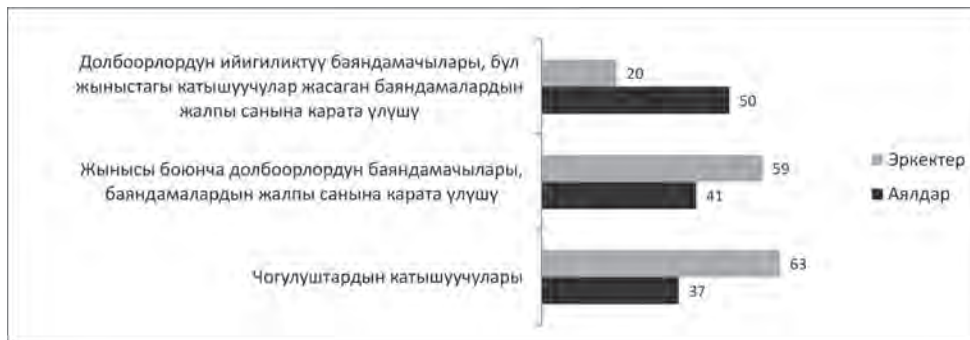 Долбоорлордун ийигиликтүү баяндамачылары, бул
жыныстагы катышуучулар жасаган баяндамалардын
жалпы санына карата үлүшү
20
50
Жынысы боюнча долбоорлордун баяндамачылары,
баяндамалардын жалпы санына карата үлүшү
59
41
Чогулуштардын катышуучулары
63
37
Эркектер
Аялдар